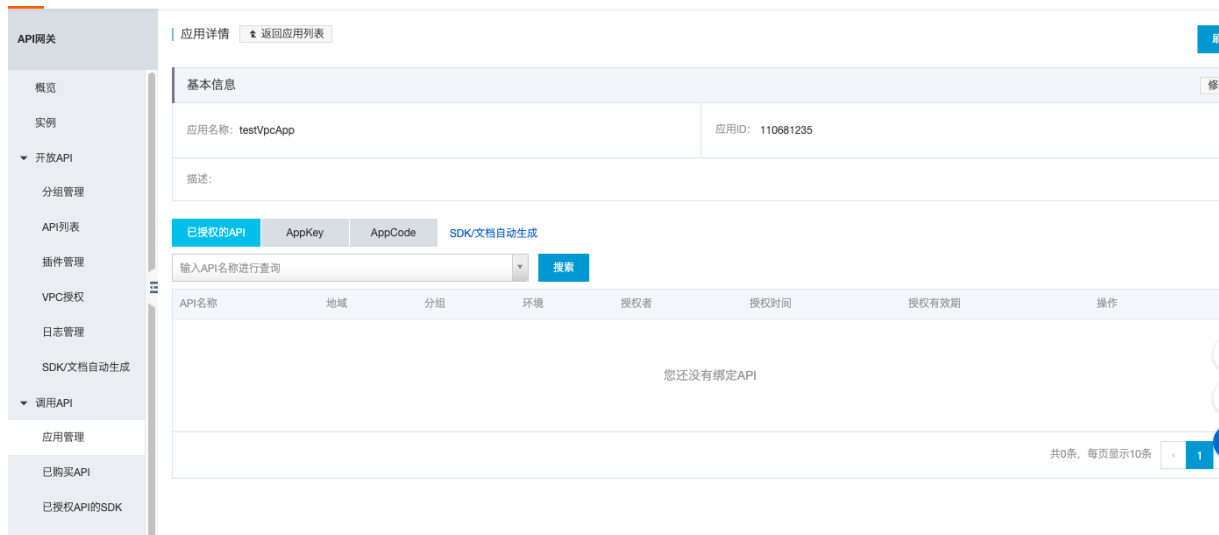 API网关
应用详情 返回应用列表
基本信息
应用名称: testVpcApp 应用ID: 110681235
描述:
已授权的API AppKey AppCode SDK/文档自动生成
输入API名称进行查询 搜索
API名称 地域 分组 环境 授权者 授权时间 授权有效期 操作
您还没有绑定API
共0条, 每页显示10条 ‹ 1
概览
实例
开放API
分组管理
API列表
插件管理
VPC授权
日志管理
SDK/文档自动生成
调用API
应用管理
已购买API
已授权API的SDK